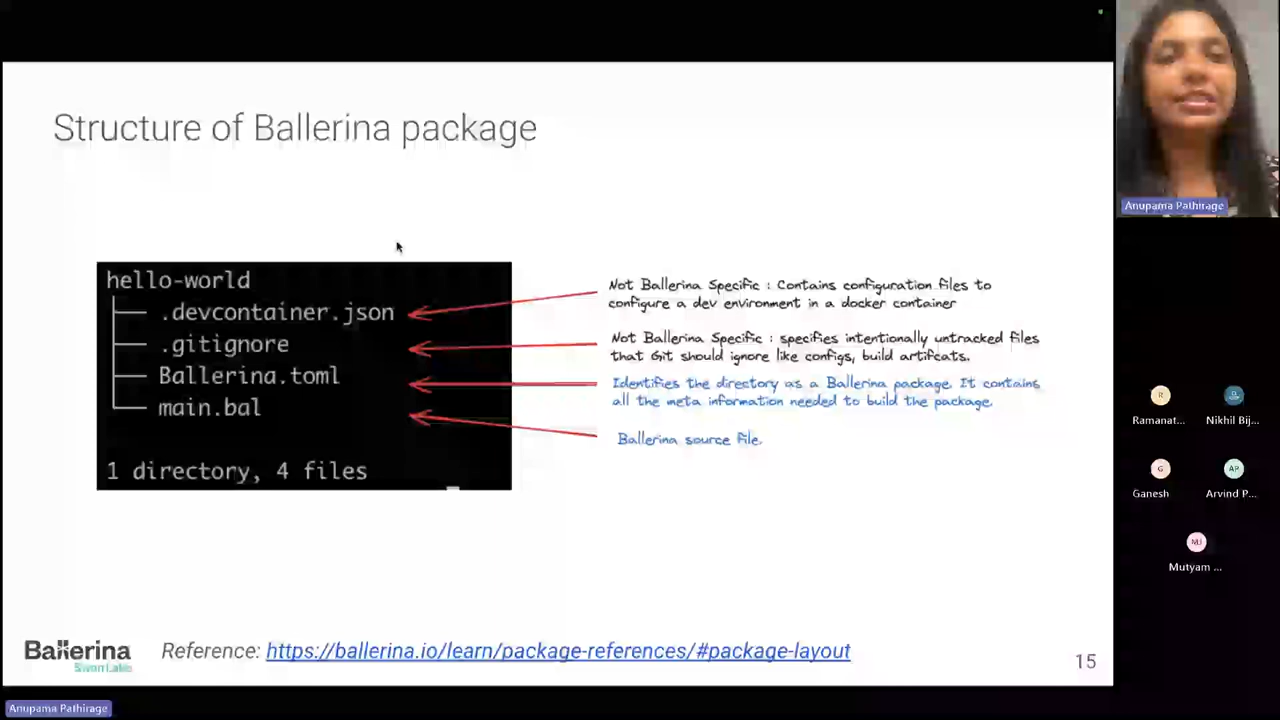 Structure of Ballerina package
hello-world
.devcontainer.json
.gitignore
Ballerina.toml
main.bal
1 directory, 4 files
Not Ballerina Specific : Contains configuration files to
configure a dev environment in a docker container
Not Ballerina Specific : specifies intentionally untracked files
that Git should ignore like configs, build artifcats.
Identifies the directory as a Ballerina package. It contains
all the meta information needed to build the package.
Ballerina source file.
Ballerina
Reference: https://ballerina.io/learn/package-references/#package-layout
15
Anupama Pathirage
R
Ramanat...
Nikhil Bij...
G
Ganesh
AP
Arvind P...
MJ
Mutyam ...
Anupama Pathirage